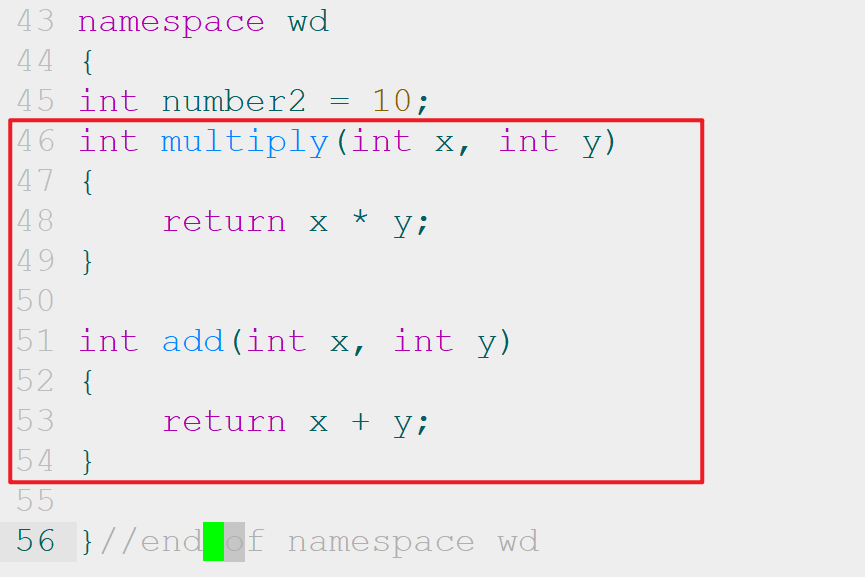 43 namespace wd
44 {
45 int number2 = 10;
46 int multiply(int x, int y)
47 {
48     return x * y;
49 }
50
51 int add(int x, int y)
52 {
53     return x + y;
54 }
55
56 }//end of namespace wd